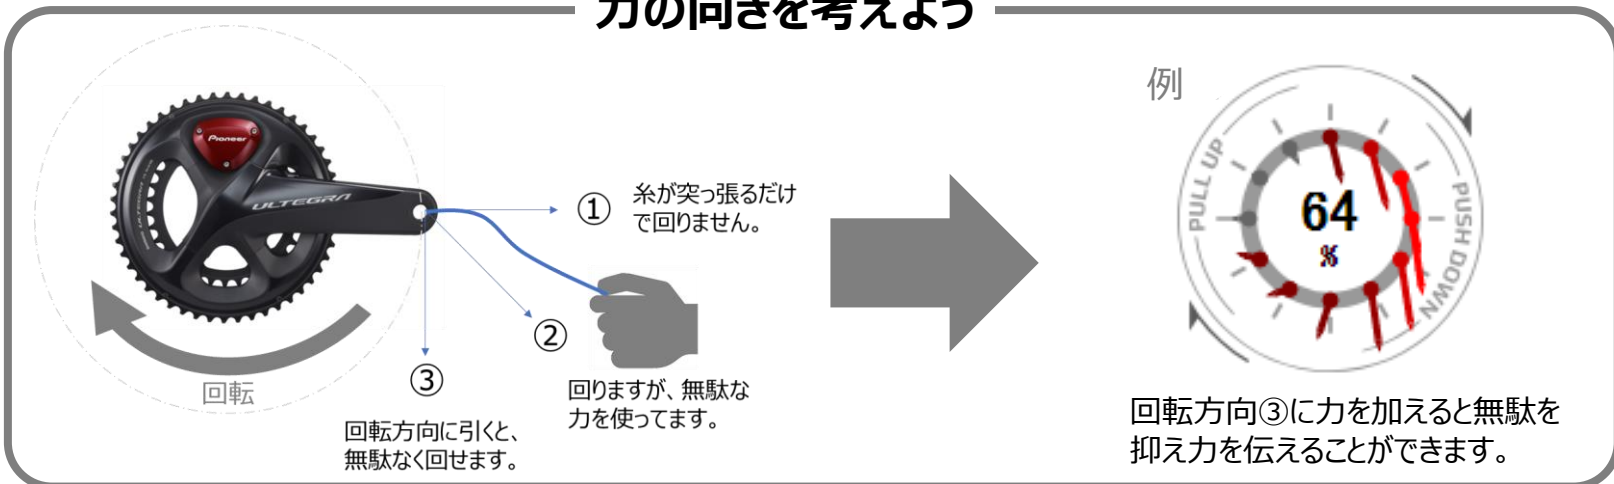 力の向きを考えよう
Pioneer
ULTEGRA
① 糸が突っ張るだけ
で回りません。
②
回りますが、無駄な
力を使ってます。
③
回転方向に引くと、
無駄なく回せます。
回転
例
PULL UP
PUSH DOWN
64
%
回転方向③に力を加えると無駄を
抑え力を伝えることができます。